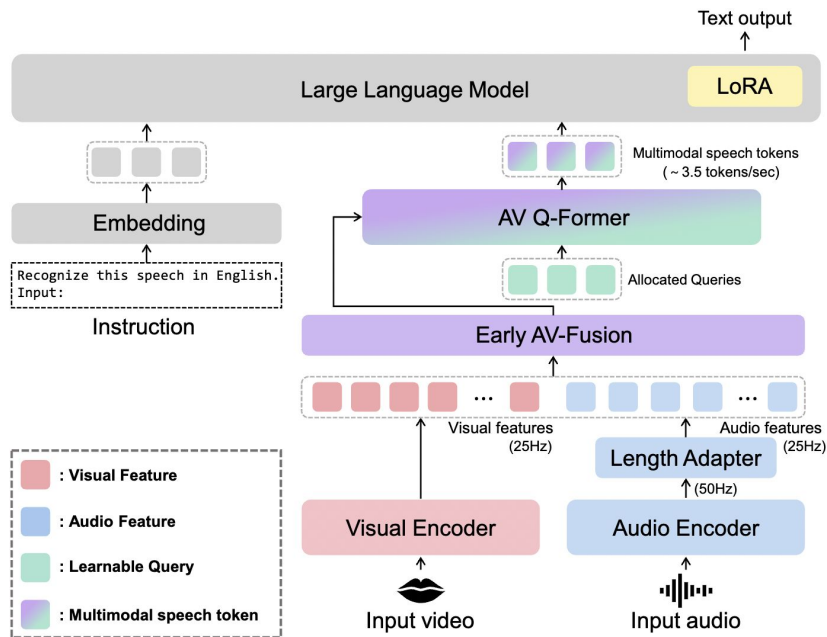 Text output
Large Language Model
LoRA
Multimodal speech tokens
( ~ 3.5 tokens/sec)
Embedding
AV Q-Former
Recognize this speech in English.
Input:
Allocated Queries
Instruction
Early AV-Fusion
...
...
Visual features
(25Hz)
Audio features
(25Hz)
Length Adapter
(50Hz)
Visual Encoder
Audio Encoder
Input video
Input audio
: Visual Feature
: Audio Feature
: Learnable Query
: Multimodal speech token